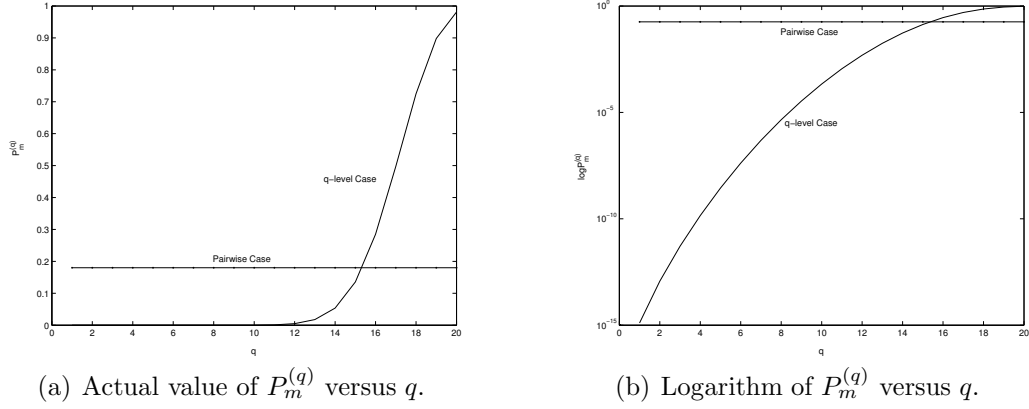 1
0.9
0.8
0.7
0.6
0.5
0.4
0.3
0.2
0.1
0
P_m^(q)
q−level Case
Pairwise Case
0 2 4 6 8 10 12 14 16 18 20
q
(a) Actual value of P_m^(q) versus q.
10^0
10^−5
10^−10
10^−15
logP_m^(q)
Pairwise Case
q−level Case
0 2 4 6 8 10 12 14 16 18 20
q
(b) Logarithm of P_m^(q) versus q.